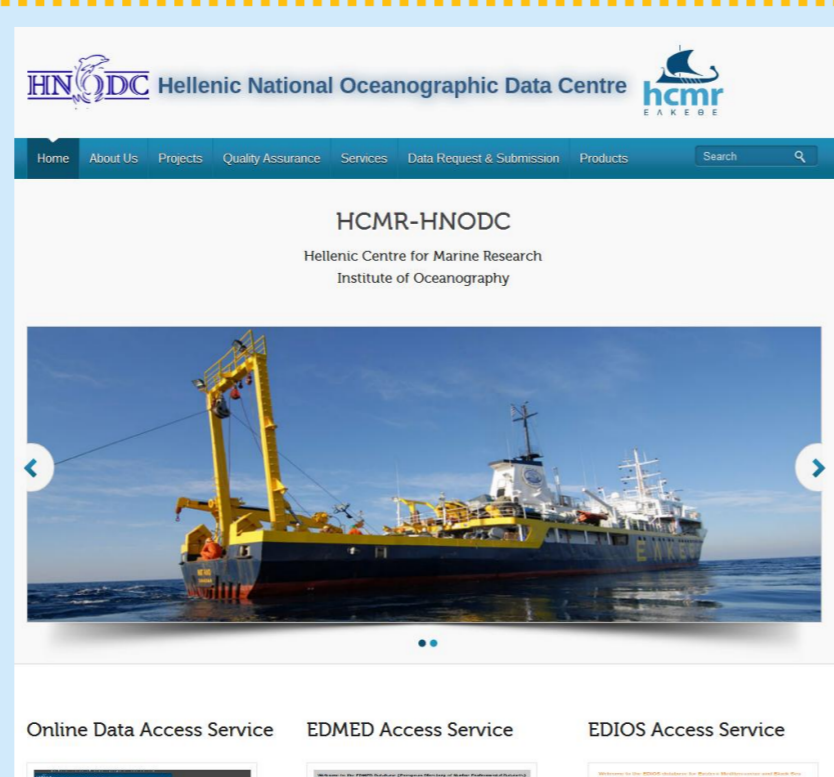 HNODC Hellenic National Oceanographic Data Centre
hcmr
ΕΛΚΕΘΕ
Home About Us Projects Quality Assurance Services Data Request & Submission Products Search
HCMR-HNODC
Hellenic Centre for Marine Research
Institute of Oceanography
Online Data Access Service EDMED Access Service EDIOS Access Service